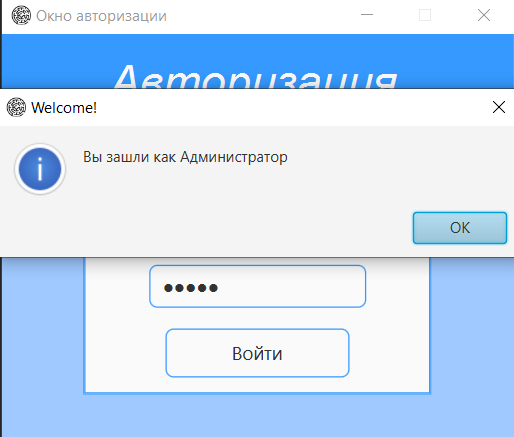 Окно авторизации
Авторизация
Welcome!
Вы зашли как Администратор
OK
•••••
Войти